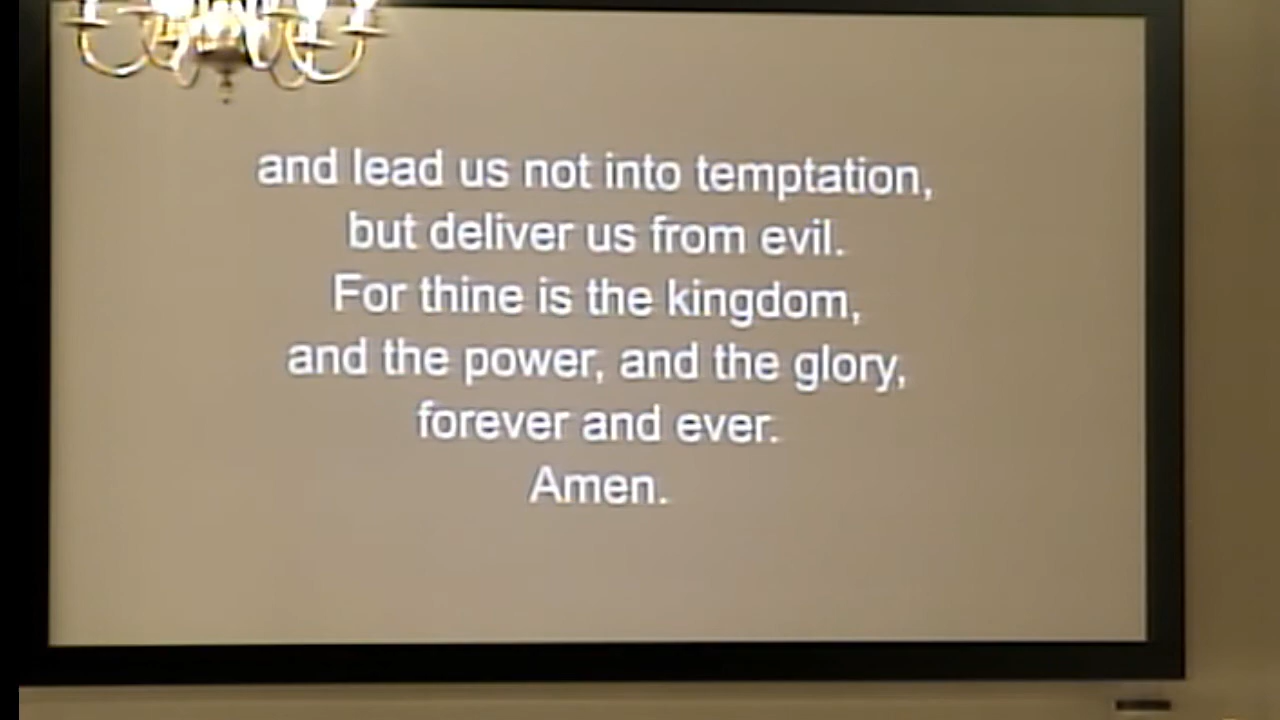 and lead us not into temptation,
but deliver us from evil.
For thine is the kingdom,
and the power, and the glory,
forever and ever.
Amen.